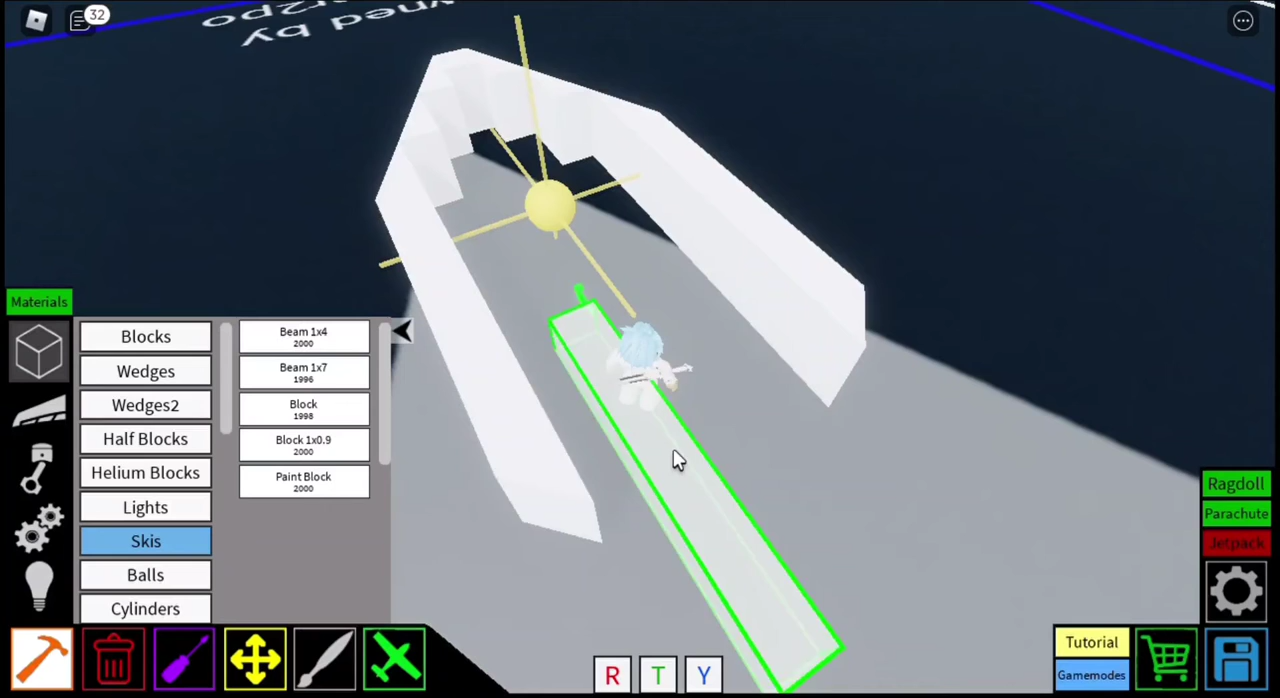 32
by
Materials
Blocks
Wedges
Wedges2
Half Blocks
Helium Blocks
Lights
Skis
Balls
Cylinders
Beam 1x4
2000
Beam 1x7
1996
Block
1998
Block 1x0.9
2000
Paint Block
2000
Ragdoll
Parachute
Jetpack
Tutorial
Gamemodes
R T Y